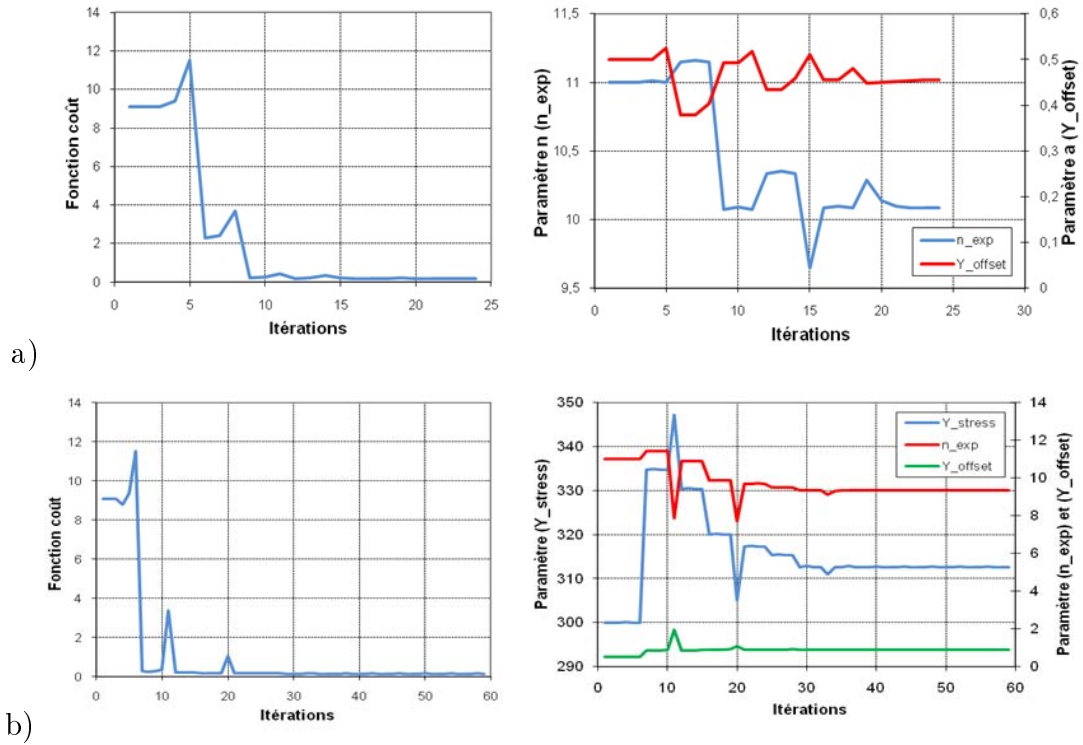 14
12
10
8
6
4
2
0
Fonction coût
0 5 10 15 20 25
Itérations
11,5
11
10,5
10
9,5
Paramètre n (n_exp)
0,6
0,5
0,4
0,3
0,2
0,1
0
Paramètre a (Y_offset)
n_exp
Y_offset
0 5 10 15 20 25 30
Itérations
a)
14
12
10
8
6
4
2
0
Fonction coût
0 10 20 30 40 50 60
Itérations
350
340
330
320
310
300
290
Paramètre (Y_stress)
14
12
10
8
6
4
2
0
Paramètre (n_exp) et (Y_offset)
Y_stress
n_exp
Y_offset
0 10 20 30 40 50 60
Itérations
b)